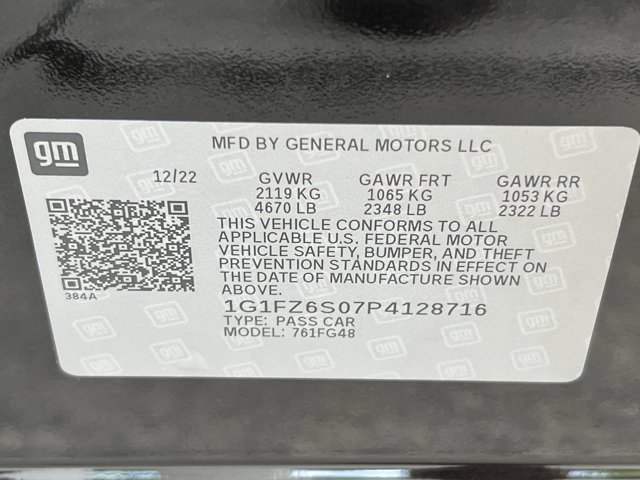 gm
MFD BY GENERAL MOTORS LLC
12/22 GVWR GAWR FRT GAWR RR
2119 KG 1065 KG 1053 KG
4670 LB 2348 LB 2322 LB
THIS VEHICLE CONFORMS TO ALL
APPLICABLE U.S. FEDERAL MOTOR
VEHICLE SAFETY, BUMPER, AND THEFT
PREVENTION STANDARDS IN EFFECT ON
THE DATE OF MANUFACTURE SHOWN
ABOVE.
384A
1G1FZ6S07P4128716
TYPE: PASS CAR
MODEL: 761FG48